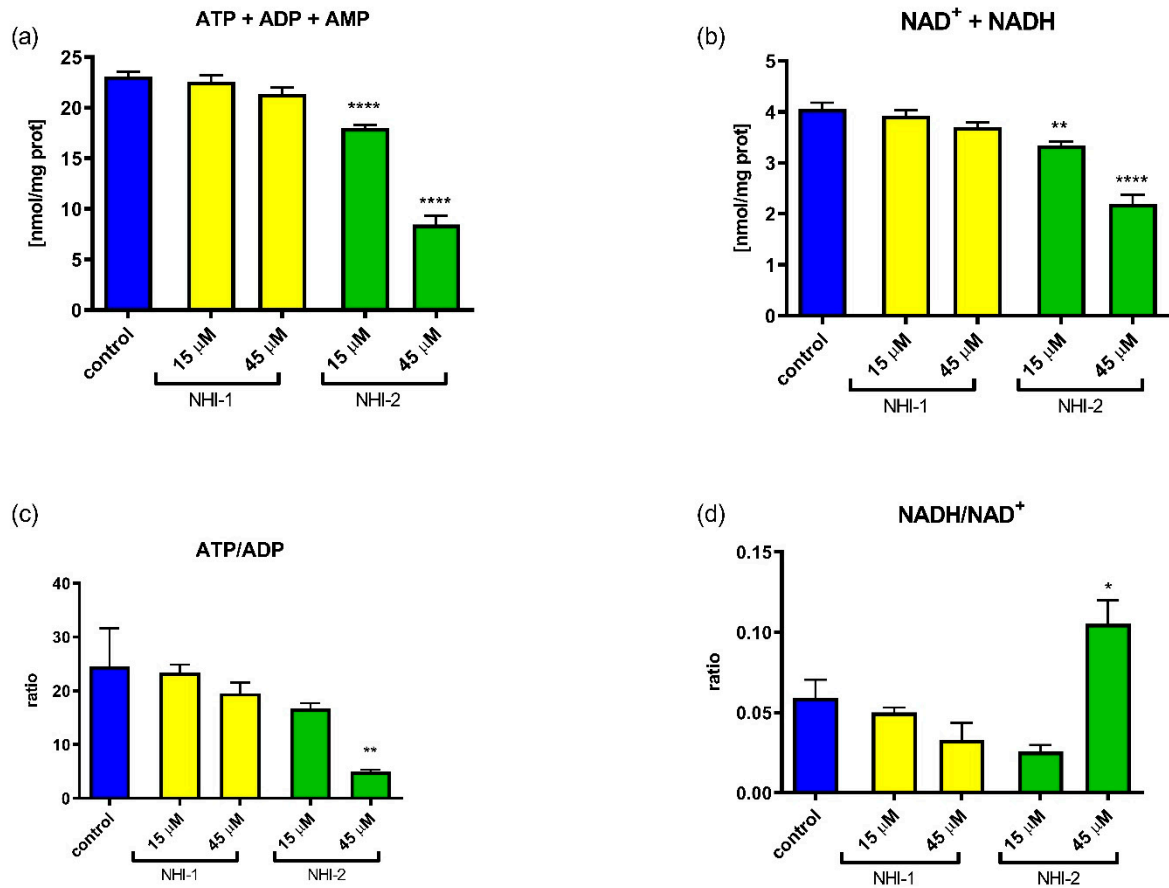 (a)
ATP + ADP + AMP
[nmol/mg prot]
25
20
15
10
5
0
****
****
control
15 μM
45 μM
15 μM
45 μM
NHI-1
NHI-2
(b)
NAD⁺ + NADH
[nmol/mg prot]
5
4
3
2
1
0
**
****
control
15 μM
45 μM
15 μM
45 μM
NHI-1
NHI-2
(c)
ATP/ADP
ratio
40
30
20
10
0
**
control
15 μM
45 μM
15 μM
45 μM
NHI-1
NHI-2
(d)
NADH/NAD⁺
ratio
0.15
0.10
0.05
0.00
*
control
15 μM
45 μM
15 μM
45 μM
NHI-1
NHI-2